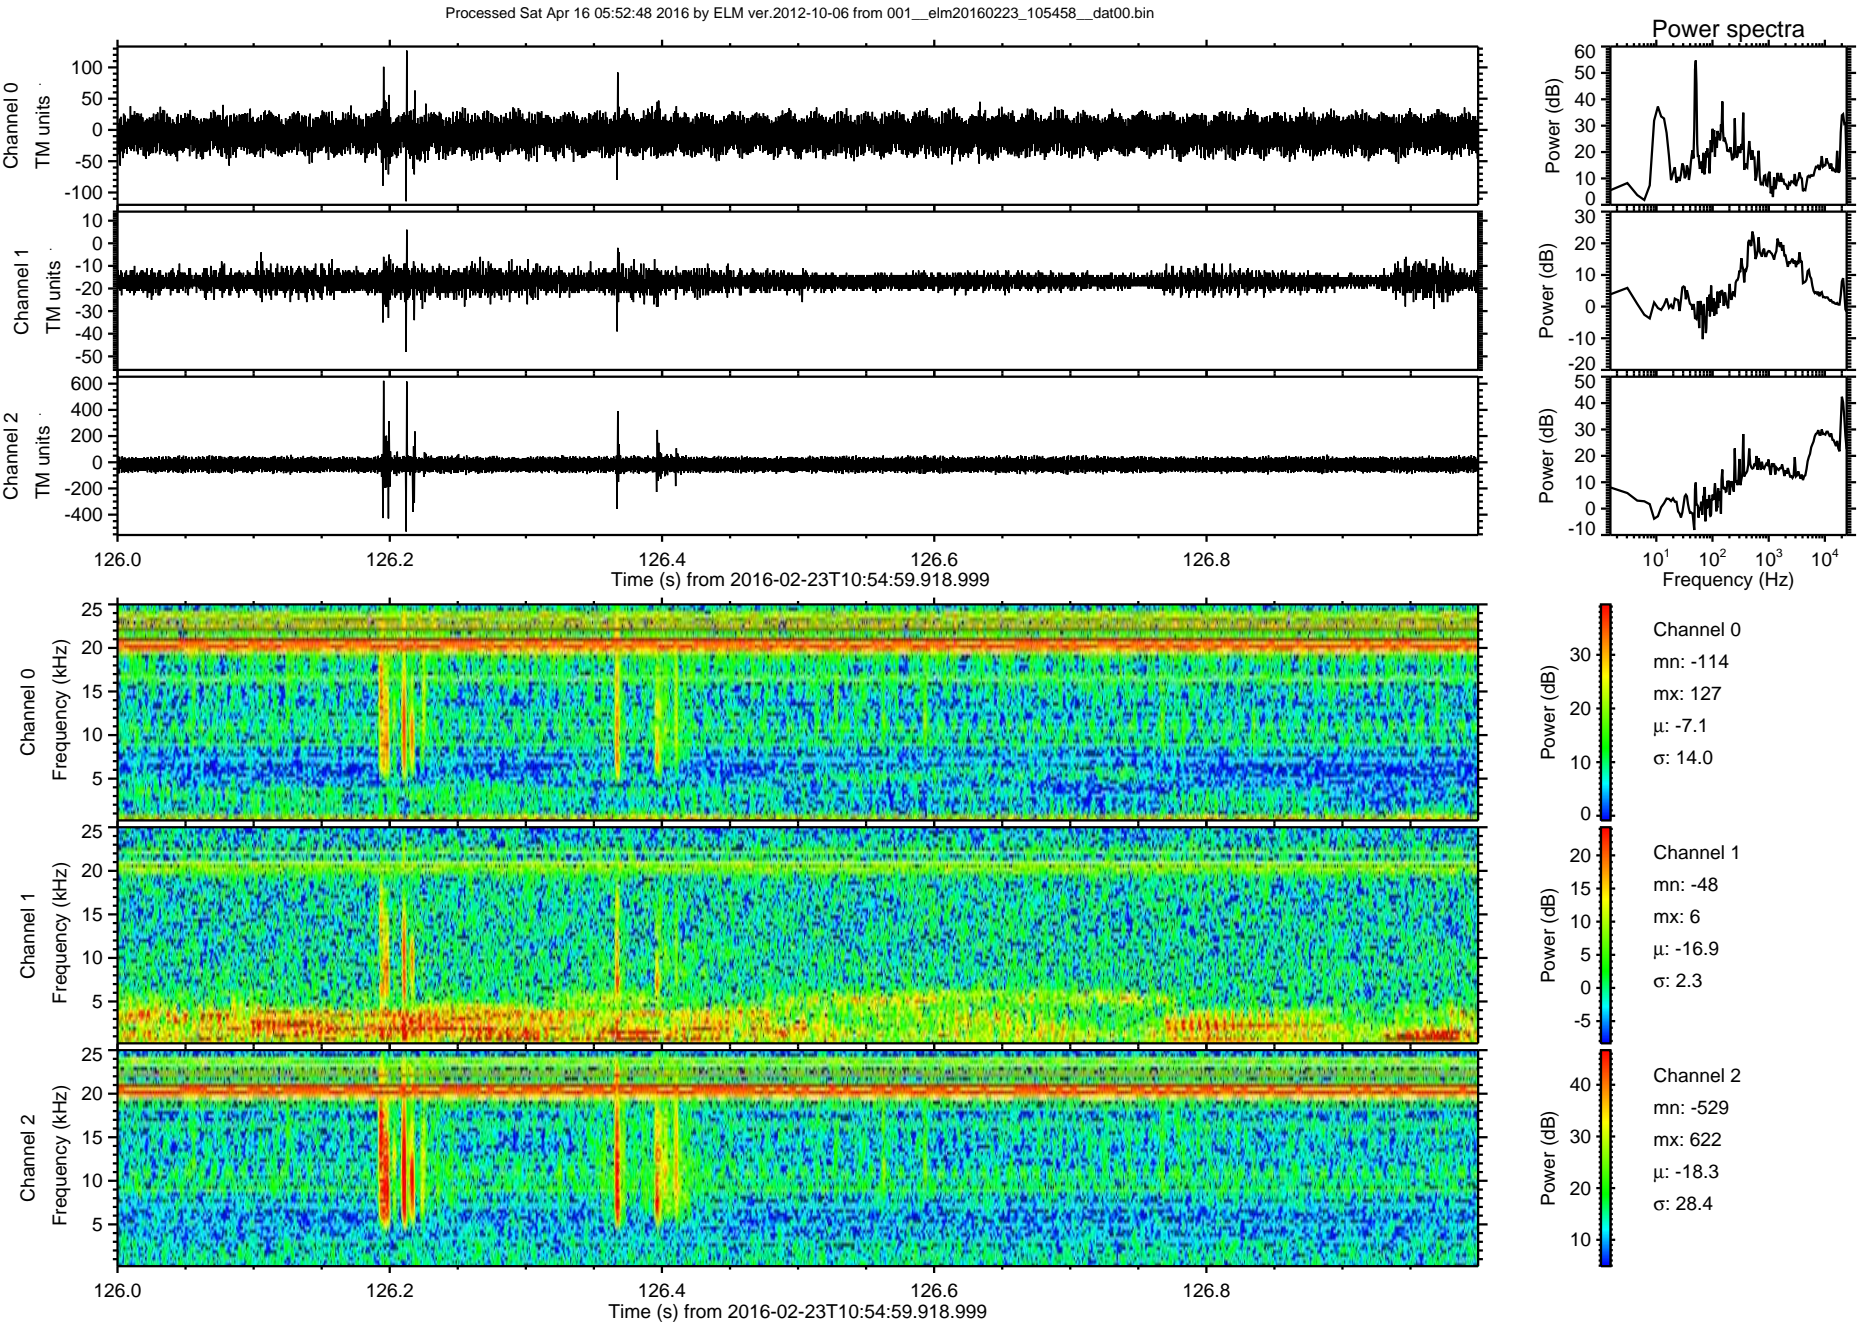 Processed Sat Apr 16 05:52:48 2016 by ELM ver.2012-10-06 from 001__elm20160223_105458__dat00.bin
Power spectra
Channel 0
TM units
100
50
0
-50
-100
Power (dB)
60
50
40
30
20
10
0
Channel 1
TM units
10
0
-10
-20
-30
-40
-50
Power (dB)
30
20
10
0
-10
-20
Channel 2
TM units
600
400
200
0
-200
-400
Power (dB)
50
40
30
20
10
0
-10
126.0 126.2 126.4 126.6 126.8
Time (s) from 2016-02-23T10:54:59.918.999
10¹ 10² 10³ 10⁴
Frequency (Hz)
Channel 0
Frequency (kHz)
25
20
15
10
5
Power (dB)
30
20
10
0
Channel 0
mn: -114
mx: 127
μ: -7.1
σ: 14.0
Channel 1
Frequency (kHz)
25
20
15
10
5
Power (dB)
20
15
10
5
0
-5
Channel 1
mn: -48
mx: 6
μ: -16.9
σ: 2.3
Channel 2
Frequency (kHz)
25
20
15
10
5
Power (dB)
40
30
20
10
Channel 2
mn: -529
mx: 622
μ: -18.3
σ: 28.4
126.0 126.2 126.4 126.6 126.8
Time (s) from 2016-02-23T10:54:59.918.999